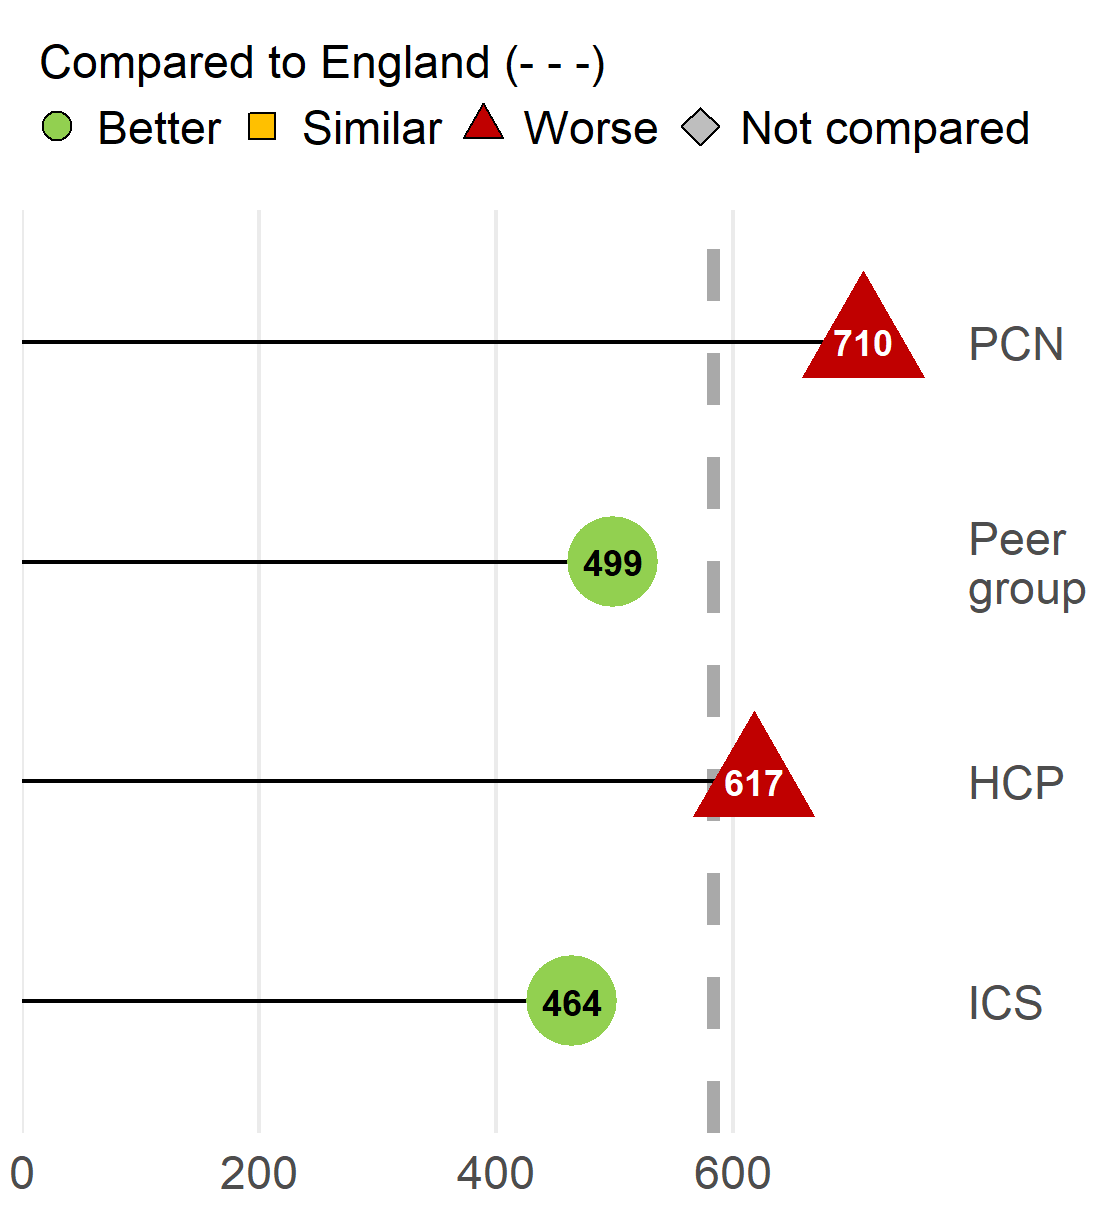 Compared to England (- - -)
Better Similar Worse Not compared
710 PCN
499 Peer
group
617 HCP
464 ICS
0 200 400 600